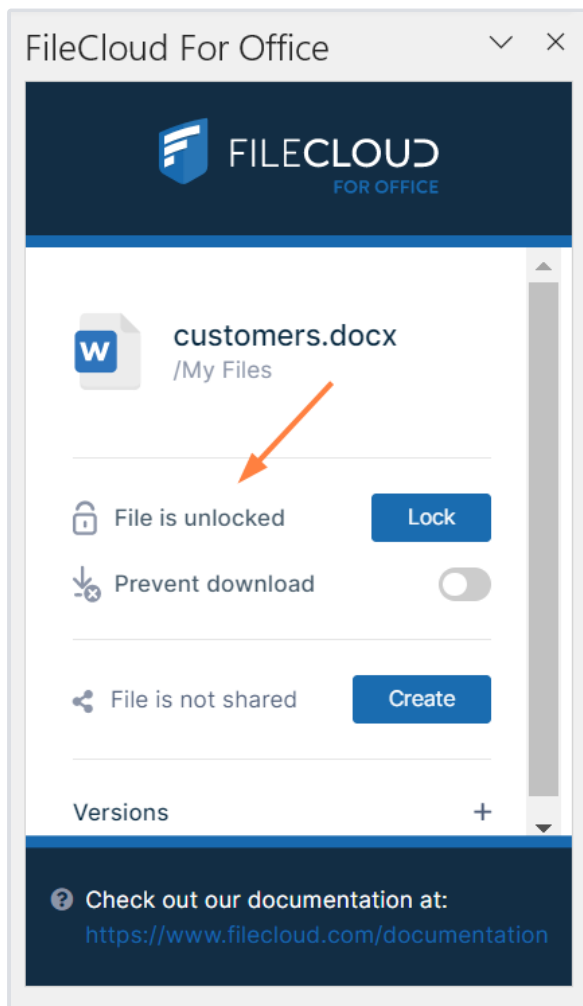 FileCloud For Office
FILECLOUD
FOR OFFICE
W
customers.docx
/My Files
File is unlocked
Lock
Prevent download
File is not shared
Create
Versions
Check out our documentation at:
https://www.filecloud.com/documentation